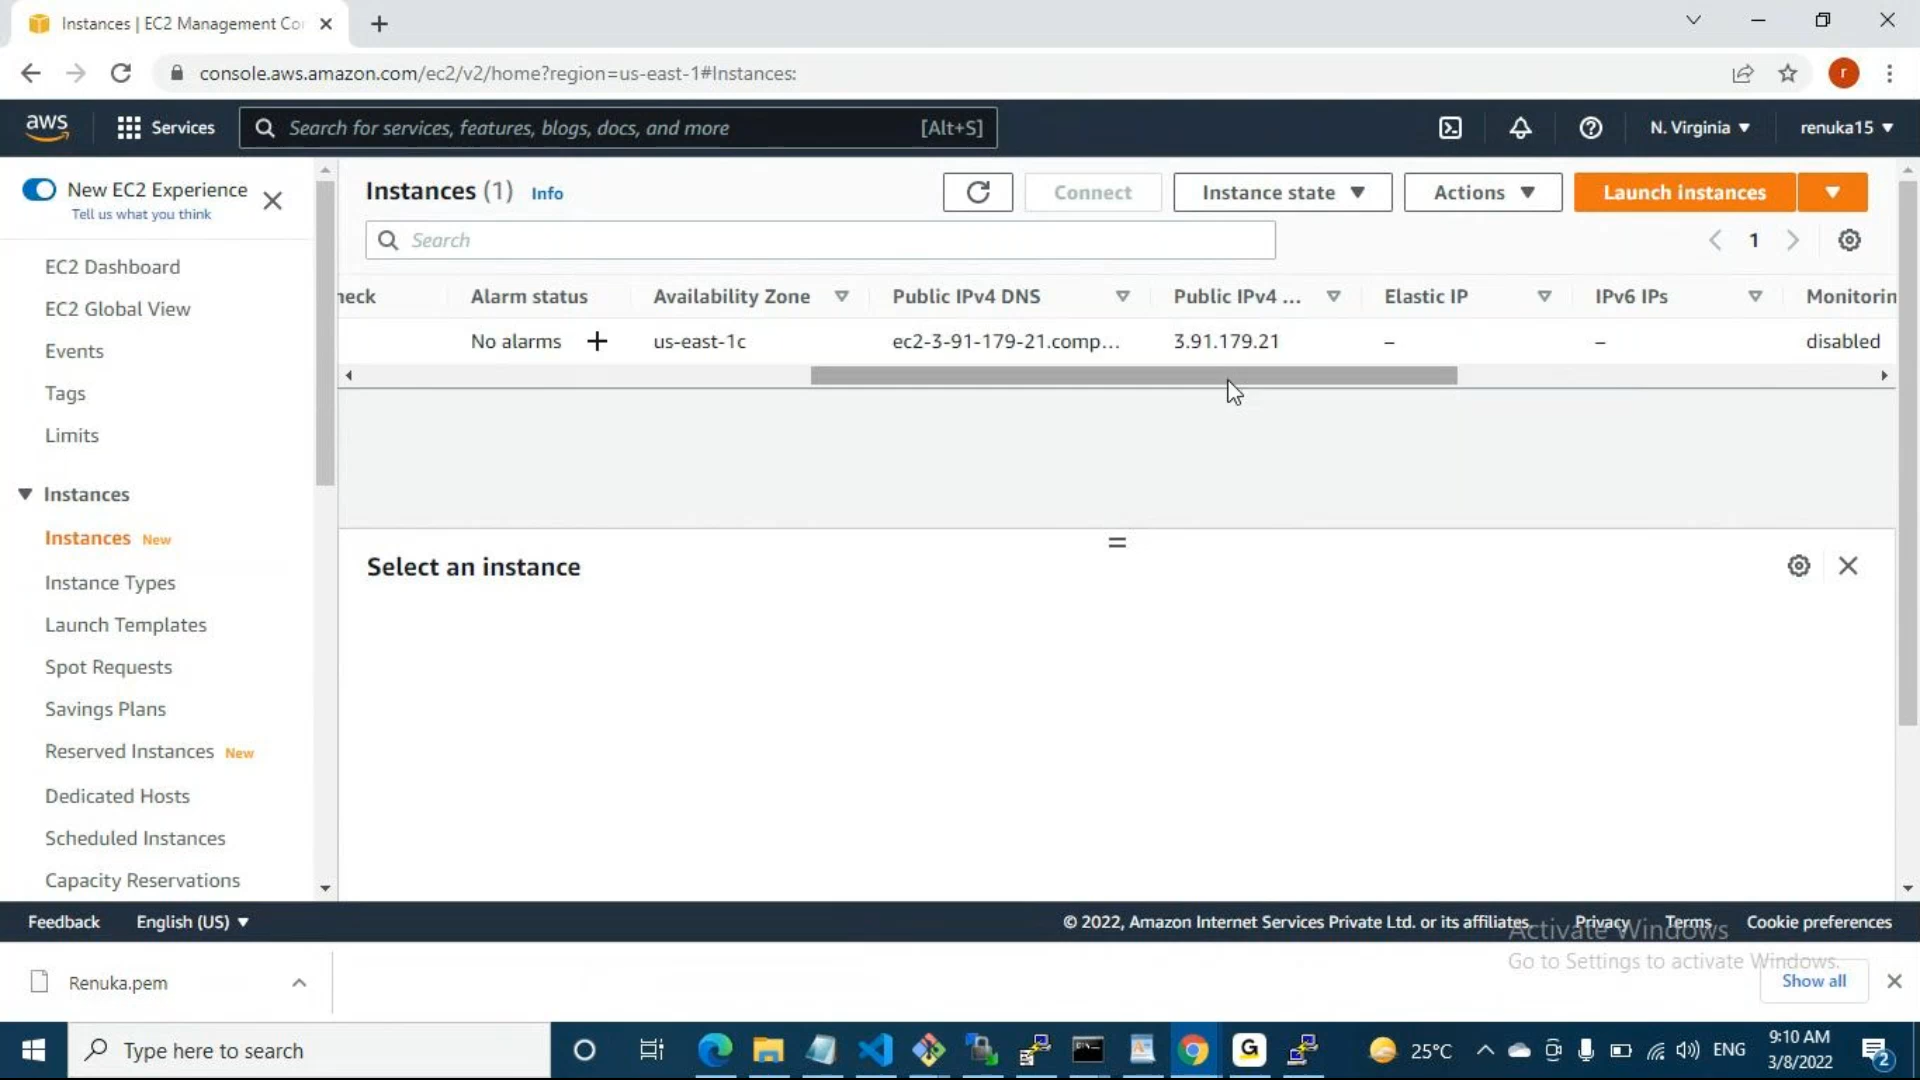 Instances | EC2 Management Co
console.aws.amazon.com/ec2/v2/home?region=us-east-1#Instances:
r
aws
Services
Search for services, features, blogs, docs, and more
[Alt+S]
N. Virginia
renuka15
New EC2 Experience
Tell us what you think
EC2 Dashboard
EC2 Global View
Events
Tags
Limits
Instances
Instances New
Instance Types
Launch Templates
Spot Requests
Savings Plans
Reserved Instances New
Dedicated Hosts
Scheduled Instances
Capacity Reservations
Instances (1) Info
Connect
Instance state
Actions
Launch instances
Search
1
heck Alarm status Availability Zone Public IPv4 DNS Public IPv4 ... Elastic IP IPv6 IPs Monitorin
No alarms + us-east-1c ec2-3-91-179-21.comp... 3.91.179.21 – – disabled
Select an instance
Feedback English (US)
© 2022, Amazon Internet Services Private Ltd. or its affiliates. Privacy Terms Cookie preferences
Activate Windows
Go to Settings to activate Windows.
Renuka.pem
Show all
Type here to search
G
25°C
ENG
9:10 AM
3/8/2022
2